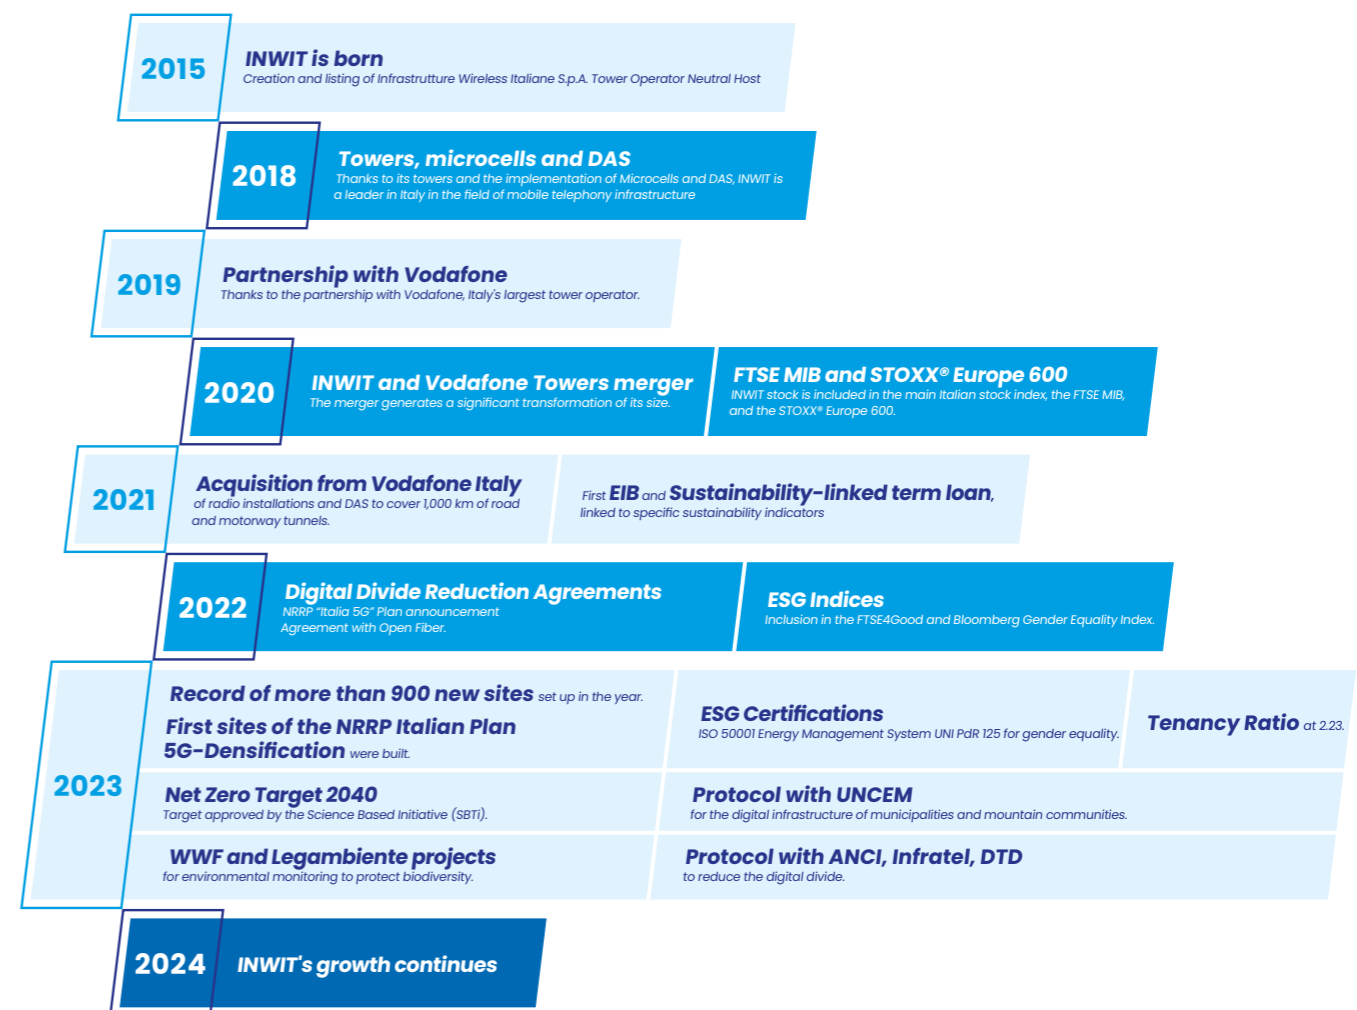 2015
INWIT is born
Creation and listing of Infrastrutture Wireless Italiane S.p.A. Tower Operator Neutral Host
2018
Towers, microcells and DAS
Thanks to its towers and the implementation of Microcells and DAS, INWIT is
a leader in Italy in the field of mobile telephony infrastructure
2019
Partnership with Vodafone
Thanks to the partnership with Vodafone, Italy's largest tower operator.
2020
INWIT and Vodafone Towers merger
The merger generates a significant transformation of its size.
FTSE MIB and STOXX® Europe 600
INWIT stock is included in the main Italian stock index, the FTSE MIB,
and the STOXX® Europe 600.
2021
Acquisition from Vodafone Italy
of radio installations and DAS to cover 1,000 km of road
and motorway tunnels.
First EIB and Sustainability-linked term loan,
linked to specific sustainability indicators
2022
Digital Divide Reduction Agreements
NRRP “Italia 5G” Plan announcement
Agreement with Open Fiber.
ESG Indices
Inclusion in the FTSE4Good and Bloomberg Gender Equality Index.
2023
Record of more than 900 new sites set up in the year.
First sites of the NRRP Italian Plan
5G-Densification were built.
ESG Certifications
ISO 50001 Energy Management System UNI PdR 125 for gender equality.
Tenancy Ratio at 2.23.
Net Zero Target 2040
Target approved by the Science Based Initiative (SBTi).
Protocol with UNCEM
for the digital infrastructure of municipalities and mountain communities.
WWF and Legambiente projects
for environmental monitoring to protect biodiversity.
Protocol with ANCI, Infratel, DTD
to reduce the digital divide.
2024
INWIT's growth continues